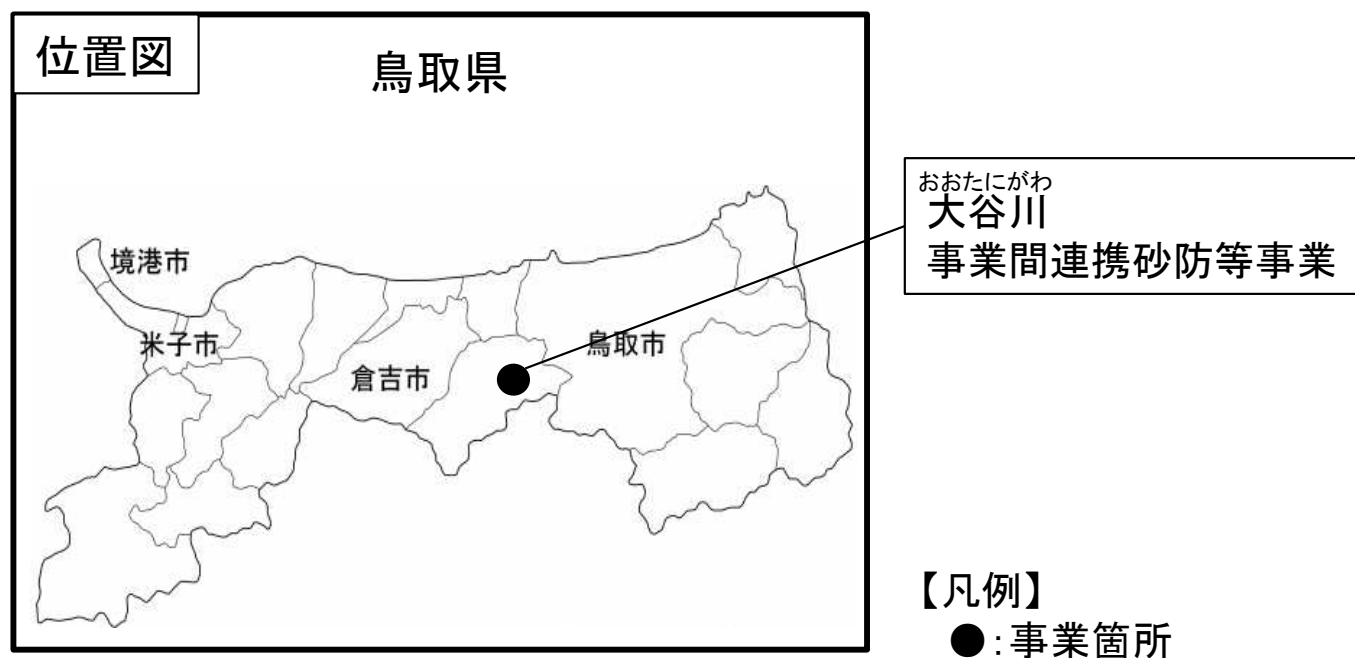 位置図
鳥取県
境港市
米子市
倉吉市
鳥取市
おおたにがわ
大谷川
事業間連携砂防等事業
【凡例】
●:事業箇所